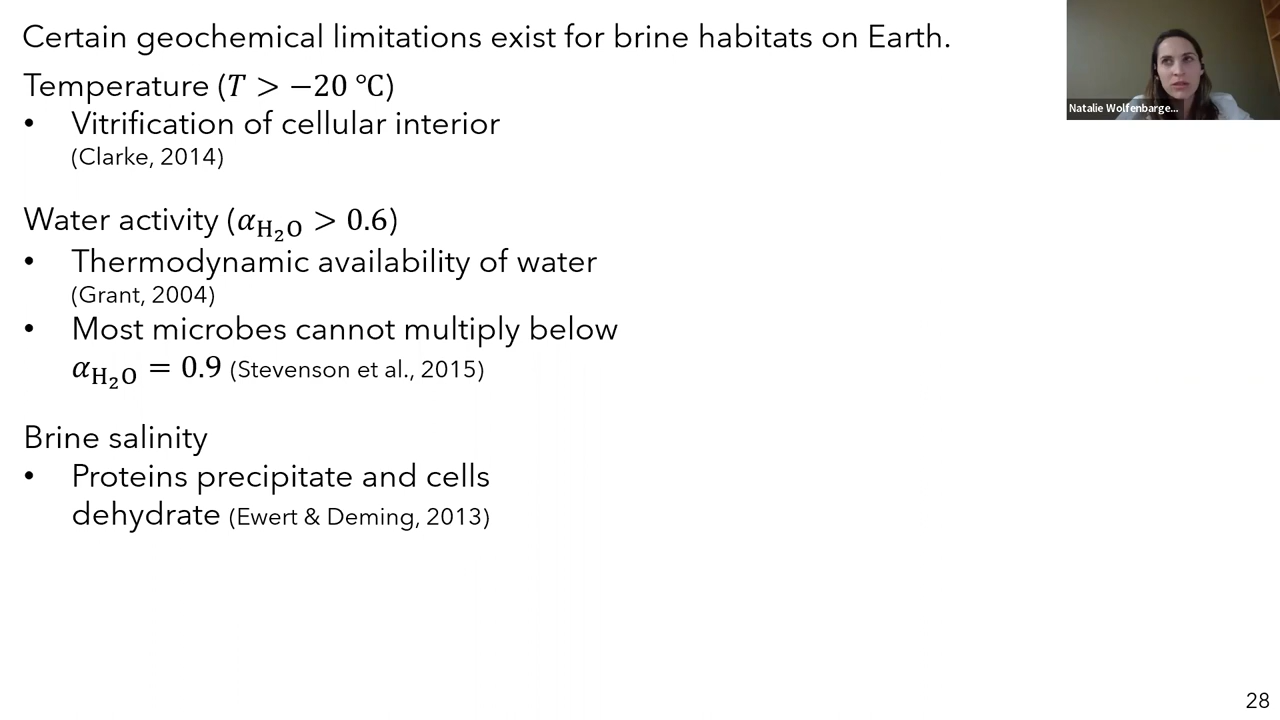 Certain geochemical limitations exist for brine habitats on Earth.
Temperature (T > −20 °C)
• Vitrification of cellular interior
(Clarke, 2014)
Water activity (α_H₂O > 0.6)
• Thermodynamic availability of water
(Grant, 2004)
• Most microbes cannot multiply below
α_H₂O = 0.9 (Stevenson et al., 2015)
Brine salinity
• Proteins precipitate and cells
dehydrate (Ewert & Deming, 2013)
Natalie Wolfenbarge...
28